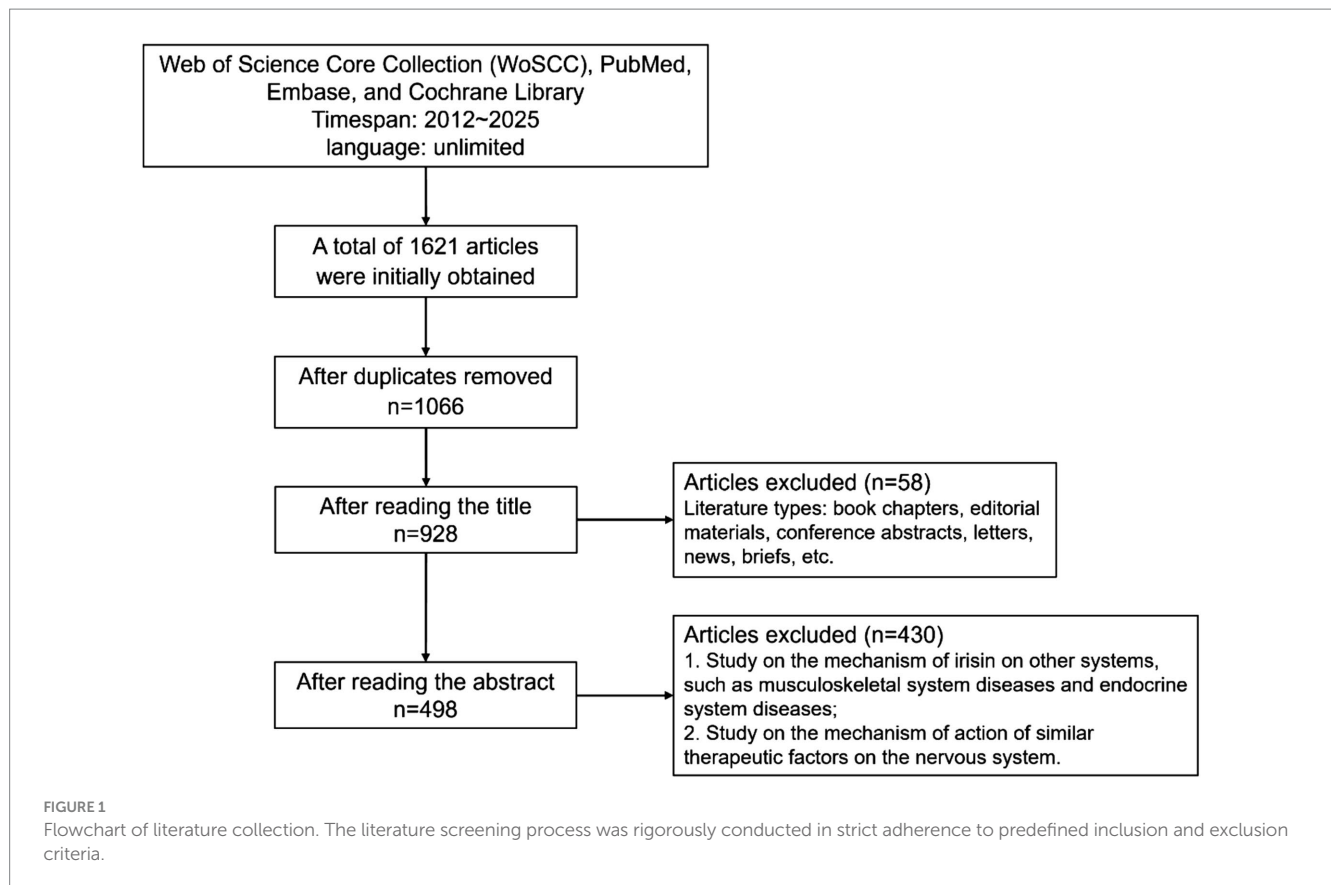 Web of Science Core Collection (WoSCC), PubMed,
Embase, and Cochrane Library
Timespan: 2012~2025
language: unlimited
A total of 1621 articles
were initially obtained
After duplicates removed
n=1066
After reading the title
n=928
Articles excluded (n=58)
Literature types: book chapters, editorial
materials, conference abstracts, letters,
news, briefs, etc.
After reading the abstract
n=498
Articles excluded (n=430)
1. Study on the mechanism of irisin on other systems,
such as musculoskeletal system diseases and endocrine
system diseases;
2. Study on the mechanism of action of similar
therapeutic factors on the nervous system.
FIGURE 1
Flowchart of literature collection. The literature screening process was rigorously conducted in strict adherence to predefined inclusion and exclusion
criteria.